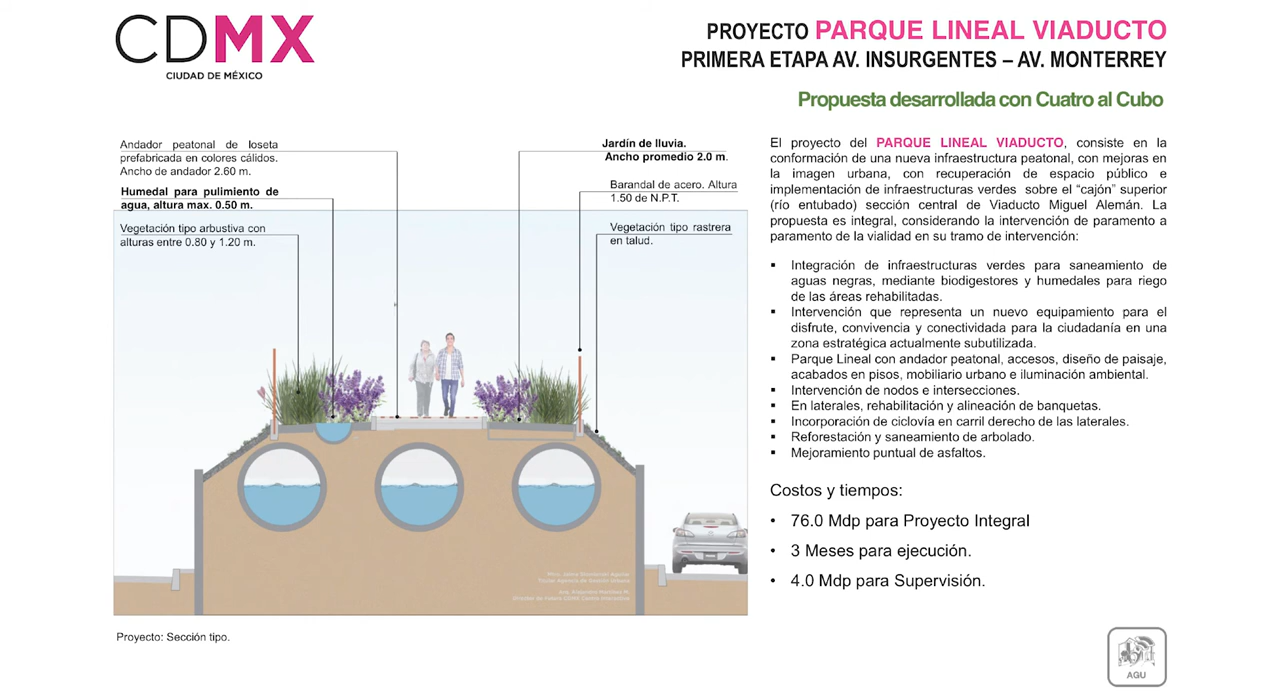 CDMX
CIUDAD DE MÉXICO
PROYECTO PARQUE LINEAL VIADUCTO
PRIMERA ETAPA AV. INSURGENTES – AV. MONTERREY
Propuesta desarrollada con Cuatro al Cubo
Andador peatonal de loseta
prefabricada en colores cálidos.
Ancho de andador 2.60 m.
Humedal para pulimiento de
agua, altura max. 0.50 m.
Vegetación tipo arbustiva con
alturas entre 0.80 y 1.20 m.
Jardín de lluvia.
Ancho promedio 2.0 m.
Barandal de acero. Altura
1.50 de N.P.T.
Vegetación tipo rastrera
en talud.
El proyecto del PARQUE LINEAL VIADUCTO, consiste en la
conformación de una nueva infraestructura peatonal, con mejoras en
la imagen urbana, con recuperación de espacio público e
implementación de infraestructuras verdes sobre el “cajón” superior
(río entubado) sección central de Viaducto Miguel Alemán. La
propuesta es integral, considerando la intervención de paramento a
paramento de la vialidad en su tramo de intervención:
▪ Integración de infraestructuras verdes para saneamiento de
aguas negras, mediante biodigestores y humedales para riego
de las áreas rehabilitadas.
▪ Intervención que representa un nuevo equipamiento para el
disfrute, convivencia y conectividada para la ciudadanía en una
zona estratégica actualmente subutilizada.
▪ Parque Lineal con andador peatonal, accesos, diseño de paisaje,
acabados en pisos, mobiliario urbano e iluminación ambiental.
▪ Intervención de nodos e intersecciones.
▪ En laterales, rehabilitación y alineación de banquetas.
▪ Incorporación de ciclovía en carril derecho de las laterales.
▪ Reforestación y saneamiento de arbolado.
▪ Mejoramiento puntual de asfaltos.
Costos y tiempos:
• 76.0 Mdp para Proyecto Integral
• 3 Meses para ejecución.
• 4.0 Mdp para Supervisión.
Proyecto: Sección tipo.
AGU